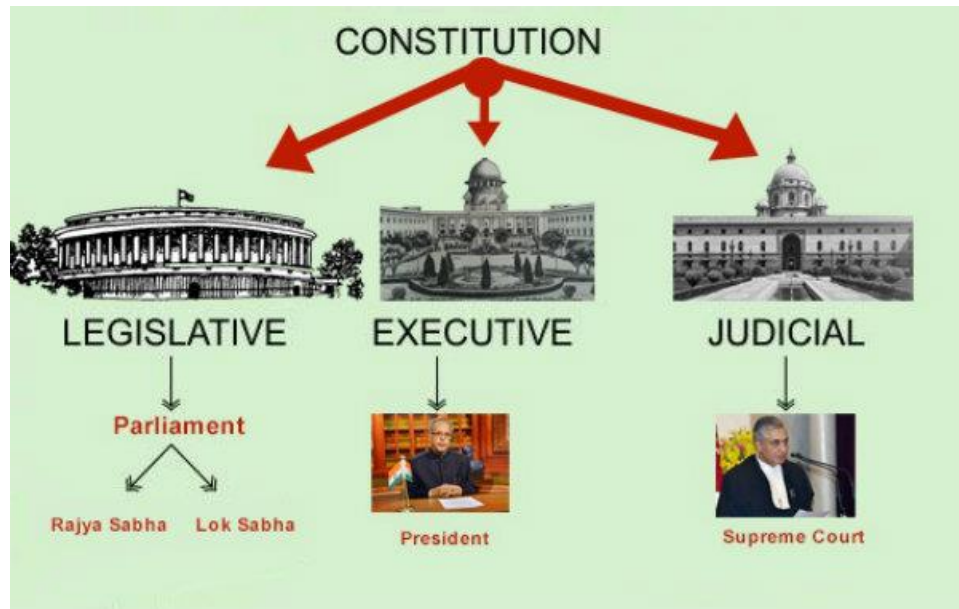 CONSTITUTION
LEGISLATIVE
EXECUTIVE
JUDICIAL
Parliament
Rajya Sabha
Lok Sabha
President
Supreme Court